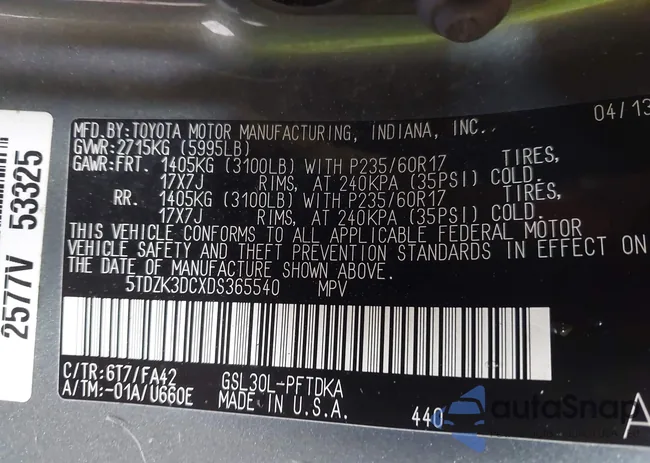 2577V 53325
04/13
MFD.BY:TOYOTA MOTOR MANUFACTURING, INDIANA, INC.
GVWR:2715KG (5995LB)
GAWR:FRT. 1405KG (3100LB) WITH P235/60R17 TIRES,
17X7J RIMS, AT 240KPA (35PSI) COLD.
RR. 1405KG (3100LB) WITH P235/60R17 TIRES,
17X7J RIMS, AT 240KPA (35PSI) COLD.
THIS VEHICLE CONFORMS TO ALL APPLICABLE FEDERAL MOTOR
VEHICLE SAFETY AND THEFT PREVENTION STANDARDS IN EFFECT ON
THE DATE OF MANUFACTURE SHOWN ABOVE.
5TDZK3DCXDS365540 MPV
C/TR:6T7/FA42 GSL30L-PFTDKA
A/TM:-01A/U660E MADE IN U.S.A. 440 A
autoSnap